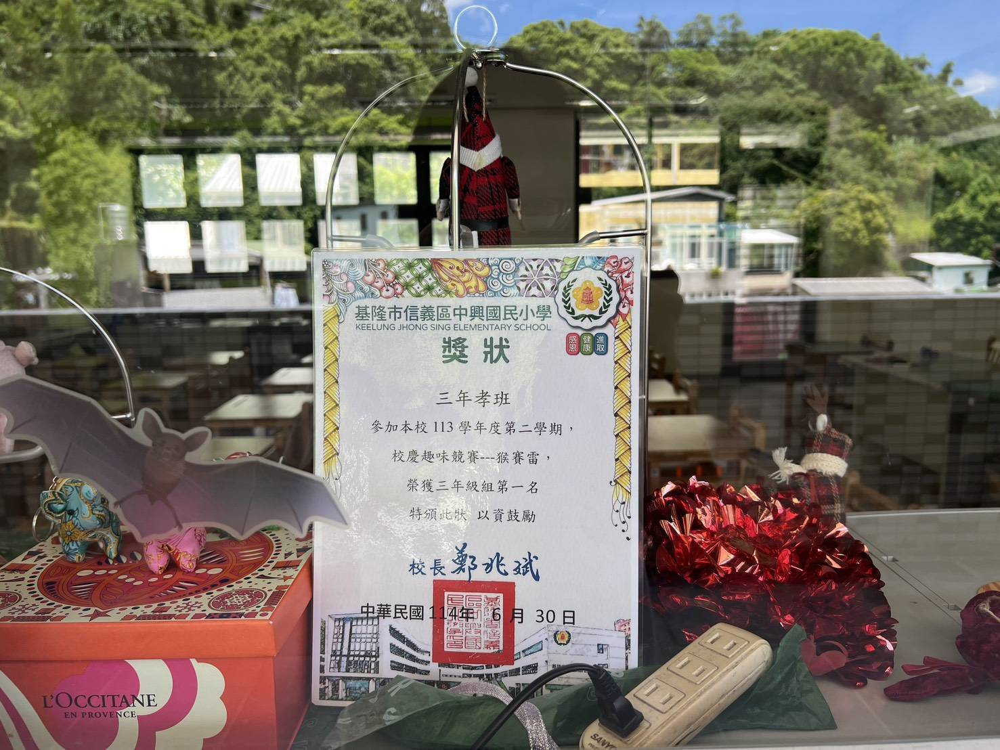 基隆市信義區中興國民小學
KEELUNG JHONG SING ELEMENTARY SCHOOL
獎狀
感恩
健康
進取
三年孝班
參加本校 113 學年度第二學期，
校慶趣味競賽---猴賽雷，
榮獲三年級組第一名
特頒此狀 以資鼓勵
校長鄭兆斌
中華民國 114年 6 月 30 日
L'OCCITANE
EN PROVENCE
SANYO